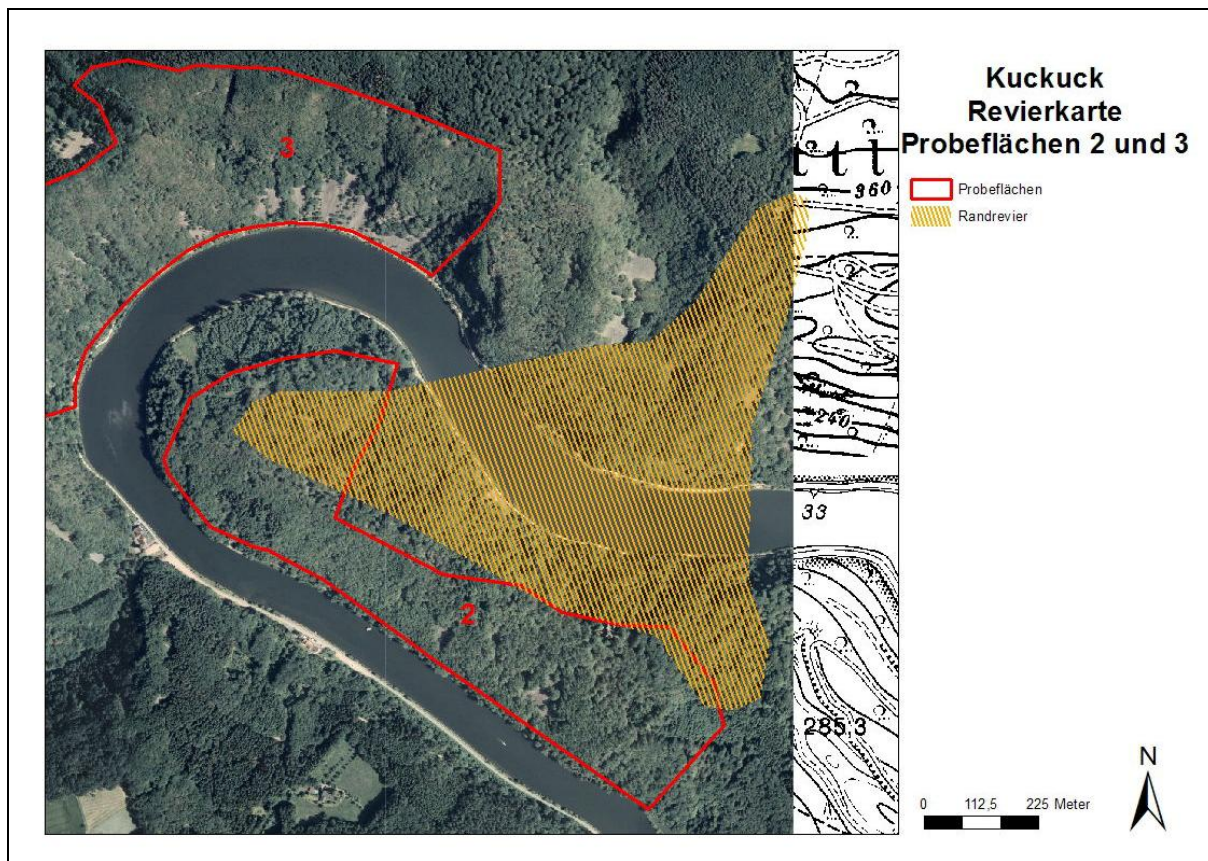 Kuckuck
Revierkarte
Probeflächen 2 und 3
Probeflächen
Randrevier
3
2
ttl
360
240
33
285,3
N
0 112,5 225 Meter